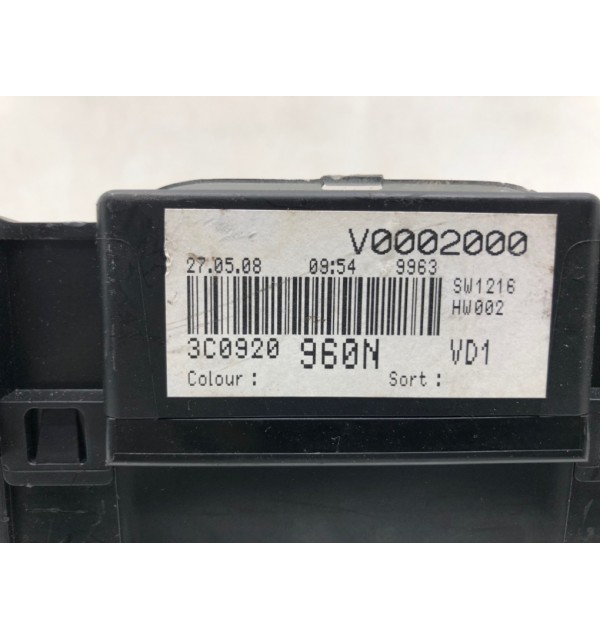 V0002000
27.05.08 09:54 9963
SW1216
HW002
3C0920 960N VD1
Colour : Sort :